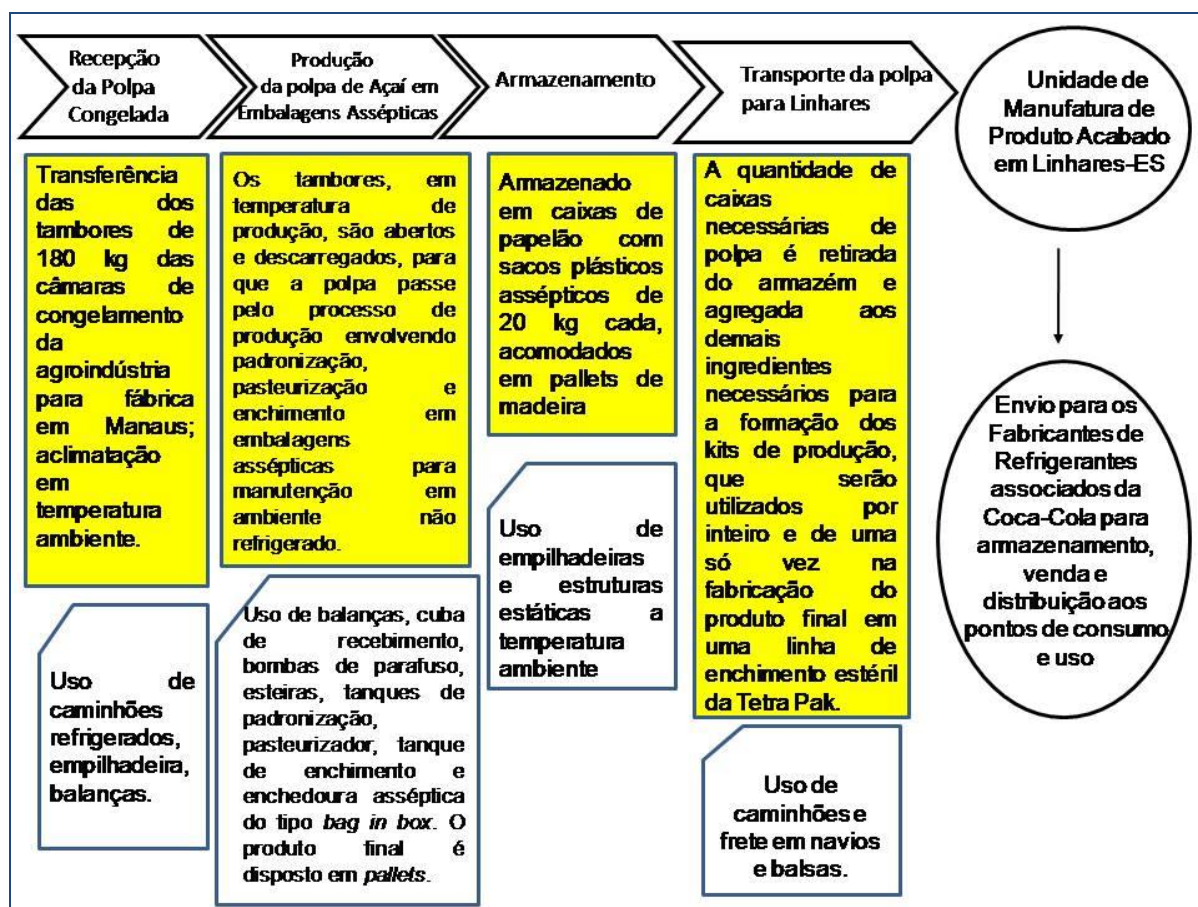 Recepção
da Polpa
Congelada
Produção
da polpa de Açaí em
Embalagens Assépticas
Armazenamento
Transporte da polpa
para Linhares
Unidade de
Manufatura de
Produto Acabado
em Linhares-ES
Transferência
das dos
tambores de
180 kg das
câmaras de
congelamento
da
agroindústria
para fábrica
em Manaus;
aclimatação
em
temperatura
ambiente.
Os tambores, em
temperatura de
produção, são abertos
e descarregados, para
que a polpa passe
pelo processo de
produção envolvendo
padronização,
pasteurização e
enchimento em
embalagens
assépticas para
manutenção em
ambiente não
refrigerado.
Armazenado
em caixas de
papelão com
sacos plásticos
assépticos de
20 kg cada,
acomodados
em pallets de
madeira
A quantidade de
caixas
necessárias de
polpa é retirada
do armazém e
agregada aos
demais
ingredientes
necessários para
a formação dos
kits de produção,
que serão
utilizados por
inteiro e de uma
só vez na
fabricação do
produto final em
uma linha de
enchimento estéril
da Tetra Pak.
Envio para os
Fabricantes de
Refrigerantes
associados da
Coca-Cola para
armazenamento,
venda e
distribuição aos
pontos de consumo
e uso
Uso de
caminhões
refrigerados,
empilhadeira,
balanças.
Uso de balanças, cuba
de recebimento,
bombas de parafuso,
esteiras, tanques de
padronização,
pasteurizador, tanque
de enchimento e
enchedoura asséptica
do tipo bag in box. O
produto final é
disposto em pallets.
Uso de
empilhadeiras
e estruturas
estáticas a
temperatura
ambiente
Uso de
caminhões e
frete em navios
e balsas.